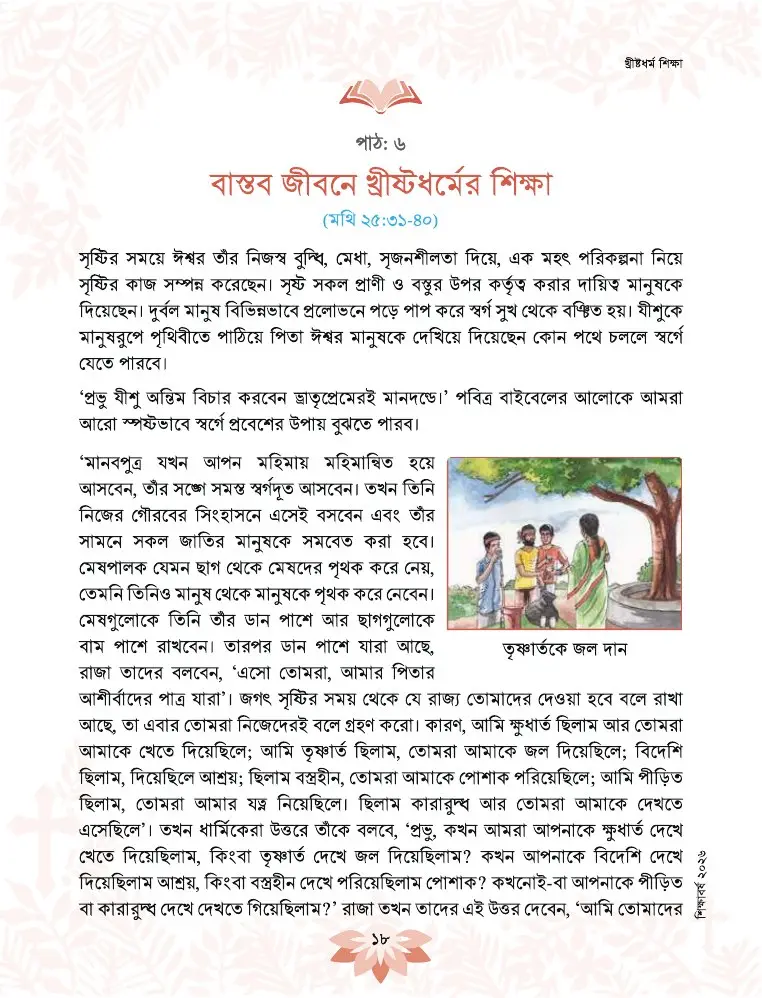 খ্রীষ্টধর্ম শিক্ষা
পাঠ: ৬
বাস্তব জীবনে খ্রীষ্টধর্মের শিক্ষা
(মথি ২৫:৩১-৪০)
সৃষ্টির সময়ে ঈশ্বর তাঁর নিজস্ব বুদ্ধি, মেধা, সৃজনশীলতা দিয়ে, এক মহৎ পরিকল্পনা নিয়ে
সৃষ্টির কাজ সম্পন্ন করেছেন। সৃষ্ট সকল প্রাণী ও বস্তুর উপর কর্তৃত্ব করার দায়িত্ব মানুষকে
দিয়েছেন। দুর্বল মানুষ বিভিন্নভাবে প্রলোভনে পড়ে পাপ করে স্বর্গ সুখ থেকে বঞ্চিত হয়। যীশুকে
মানুষরুপে পৃথিবীতে পাঠিয়ে পিতা ঈশ্বর মানুষকে দেখিয়ে দিয়েছেন কোন পথে চললে স্বর্গে
যেতে পারবে।
‘প্রভু যীশু অন্তিম বিচার করবেন ভ্রাতৃপ্রেমেরই মানদন্ডে।’ পবিত্র বাইবেলের আলোকে আমরা
আরো স্পষ্টভাবে স্বর্গে প্রবেশের উপায় বুঝতে পারব।
‘মানবপুত্র যখন আপন মহিমায় মহিমান্বিত হয়ে
আসবেন, তাঁর সঙ্গে সমস্ত স্বর্গদূত আসবেন। তখন তিনি
নিজের গৌরবের সিংহাসনে এসেই বসবেন এবং তাঁর
সামনে সকল জাতির মানুষকে সমবেত করা হবে।
মেষপালক যেমন ছাগ থেকে মেষদের পৃথক করে নেয়,
তেমনি তিনিও মানুষ থেকে মানুষকে পৃথক করে নেবেন।
মেষগুলোকে তিনি তাঁর ডান পাশে আর ছাগগুলোকে
বাম পাশে রাখবেন। তারপর ডান পাশে যারা আছে,
রাজা তাদের বলবেন, ‘এসো তোমরা, আমার পিতার
তৃষ্ণার্তকে জল দান
আশীর্বাদের পাত্র যারা’। জগৎ সৃষ্টির সময় থেকে যে রাজ্য তোমাদের দেওয়া হবে বলে রাখা
আছে, তা এবার তোমরা নিজেদেরই বলে গ্রহণ করো। কারণ, আমি ক্ষুধার্ত ছিলাম আর তোমরা
আমাকে খেতে দিয়েছিলে; আমি তৃষ্ণার্ত ছিলাম, তোমরা আমাকে জল দিয়েছিলে; বিদেশি
ছিলাম, দিয়েছিলে আশ্রয়; ছিলাম বস্ত্রহীন, তোমরা আমাকে পোশাক পরিয়েছিলে; আমি পীড়িত
ছিলাম, তোমরা আমার যত্ন নিয়েছিলে। ছিলাম কারারুদ্ধ আর তোমরা আমাকে দেখতে
এসেছিলে’। তখন ধার্মিকেরা উত্তরে তাঁকে বলবে, ‘প্রভু, কখন আমরা আপনাকে ক্ষুধার্ত দেখে
খেতে দিয়েছিলাম, কিংবা তৃষ্ণার্ত দেখে জল দিয়েছিলাম? কখন আপনাকে বিদেশি দেখে
দিয়েছিলাম আশ্রয়, কিংবা বস্ত্রহীন দেখে পরিয়েছিলাম পোশাক? কখনোই-বা আপনাকে পীড়িত
বা কারারুদ্ধ দেখে দেখতে গিয়েছিলাম?’ রাজা তখন তাদের এই উত্তর দেবেন, ‘আমি তোমাদের
শিক্ষাবর্ষ ২০২৬
১৮